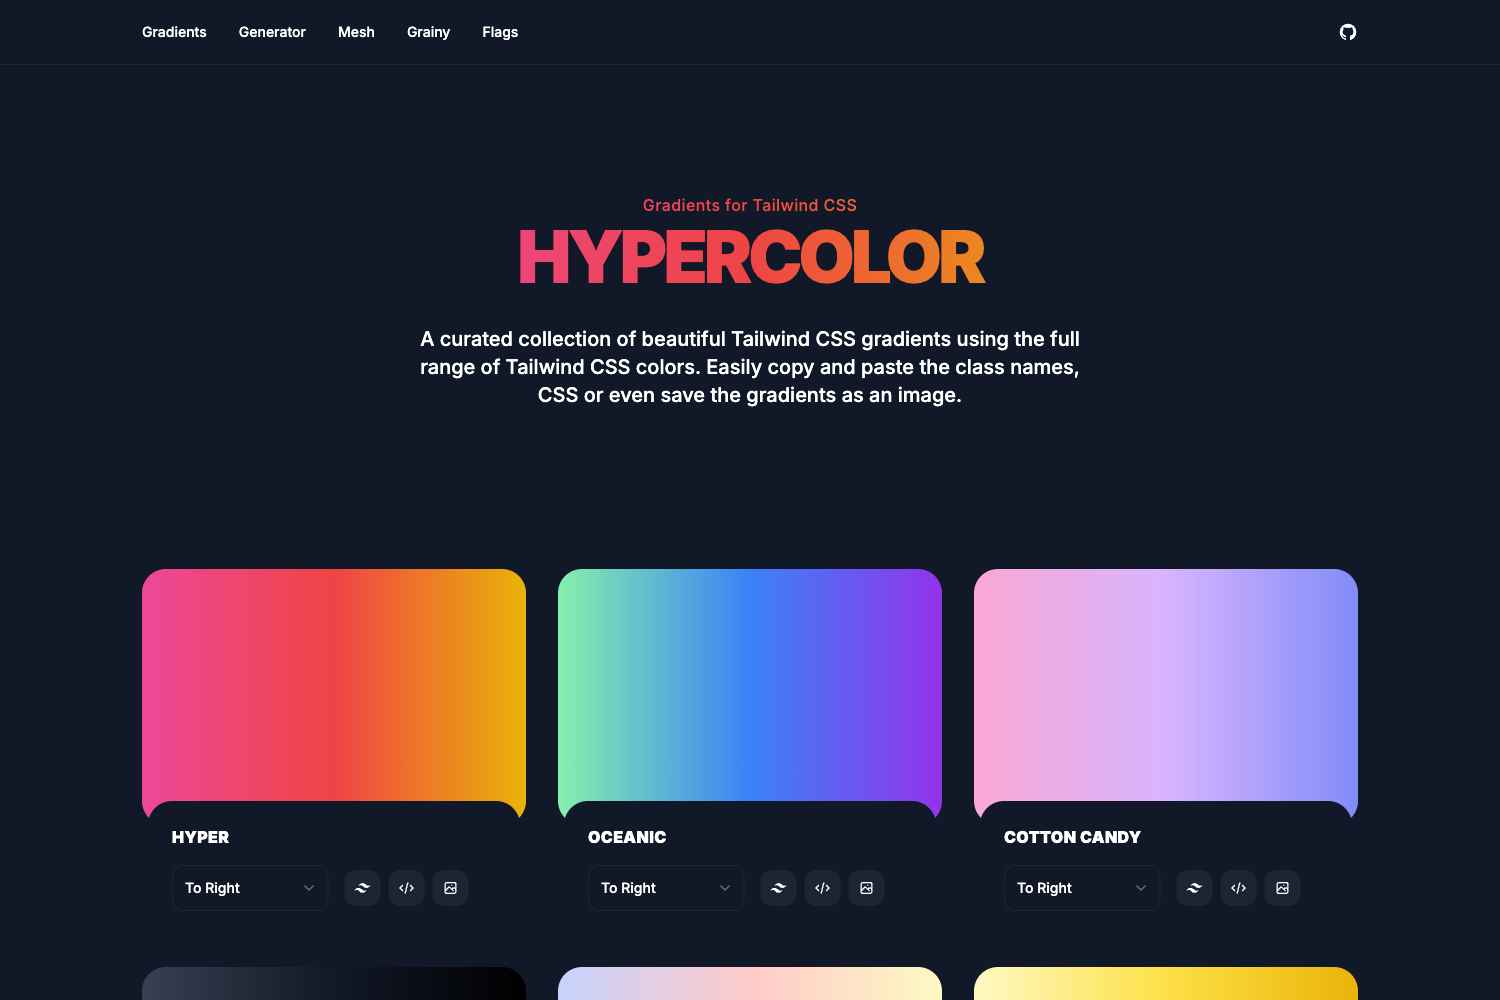 Gradients Generator Mesh Grainy Flags
Gradients for Tailwind CSS
HYPERCOLOR
A curated collection of beautiful Tailwind CSS gradients using the full
range of Tailwind CSS colors. Easily copy and paste the class names,
CSS or even save the gradients as an image.
HYPER
To Right
OCEANIC
To Right
COTTON CANDY
To Right